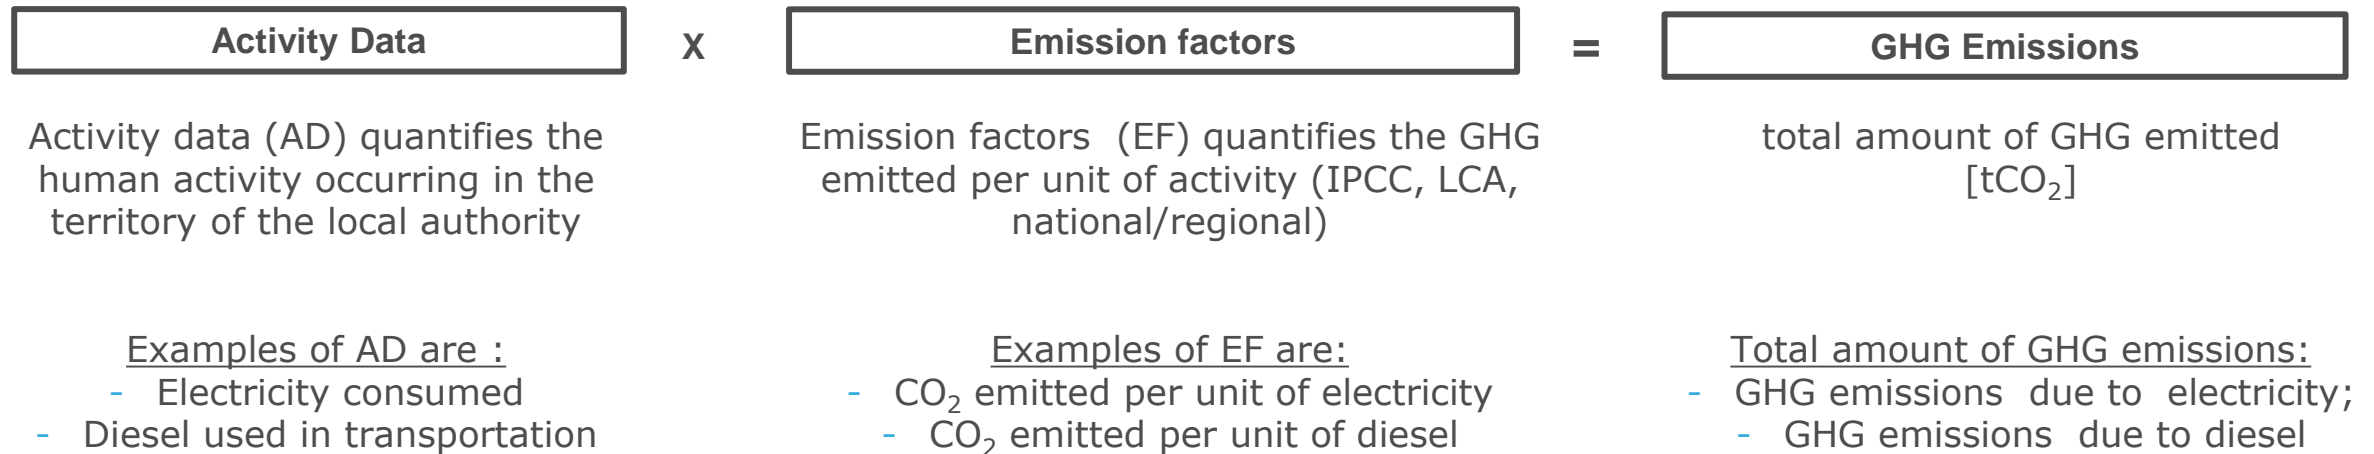 Activity Data x Emission factors = GHG Emissions
Activity data (AD) quantifies the
human activity occurring in the
territory of the local authority
Emission factors (EF) quantifies the GHG
emitted per unit of activity (IPCC, LCA,
national/regional)
total amount of GHG emitted
[tCO₂]
Examples of AD are :
- Electricity consumed
- Diesel used in transportation
Examples of EF are:
- CO₂ emitted per unit of electricity
- CO₂ emitted per unit of diesel
Total amount of GHG emissions:
- GHG emissions due to electricity;
- GHG emissions due to diesel